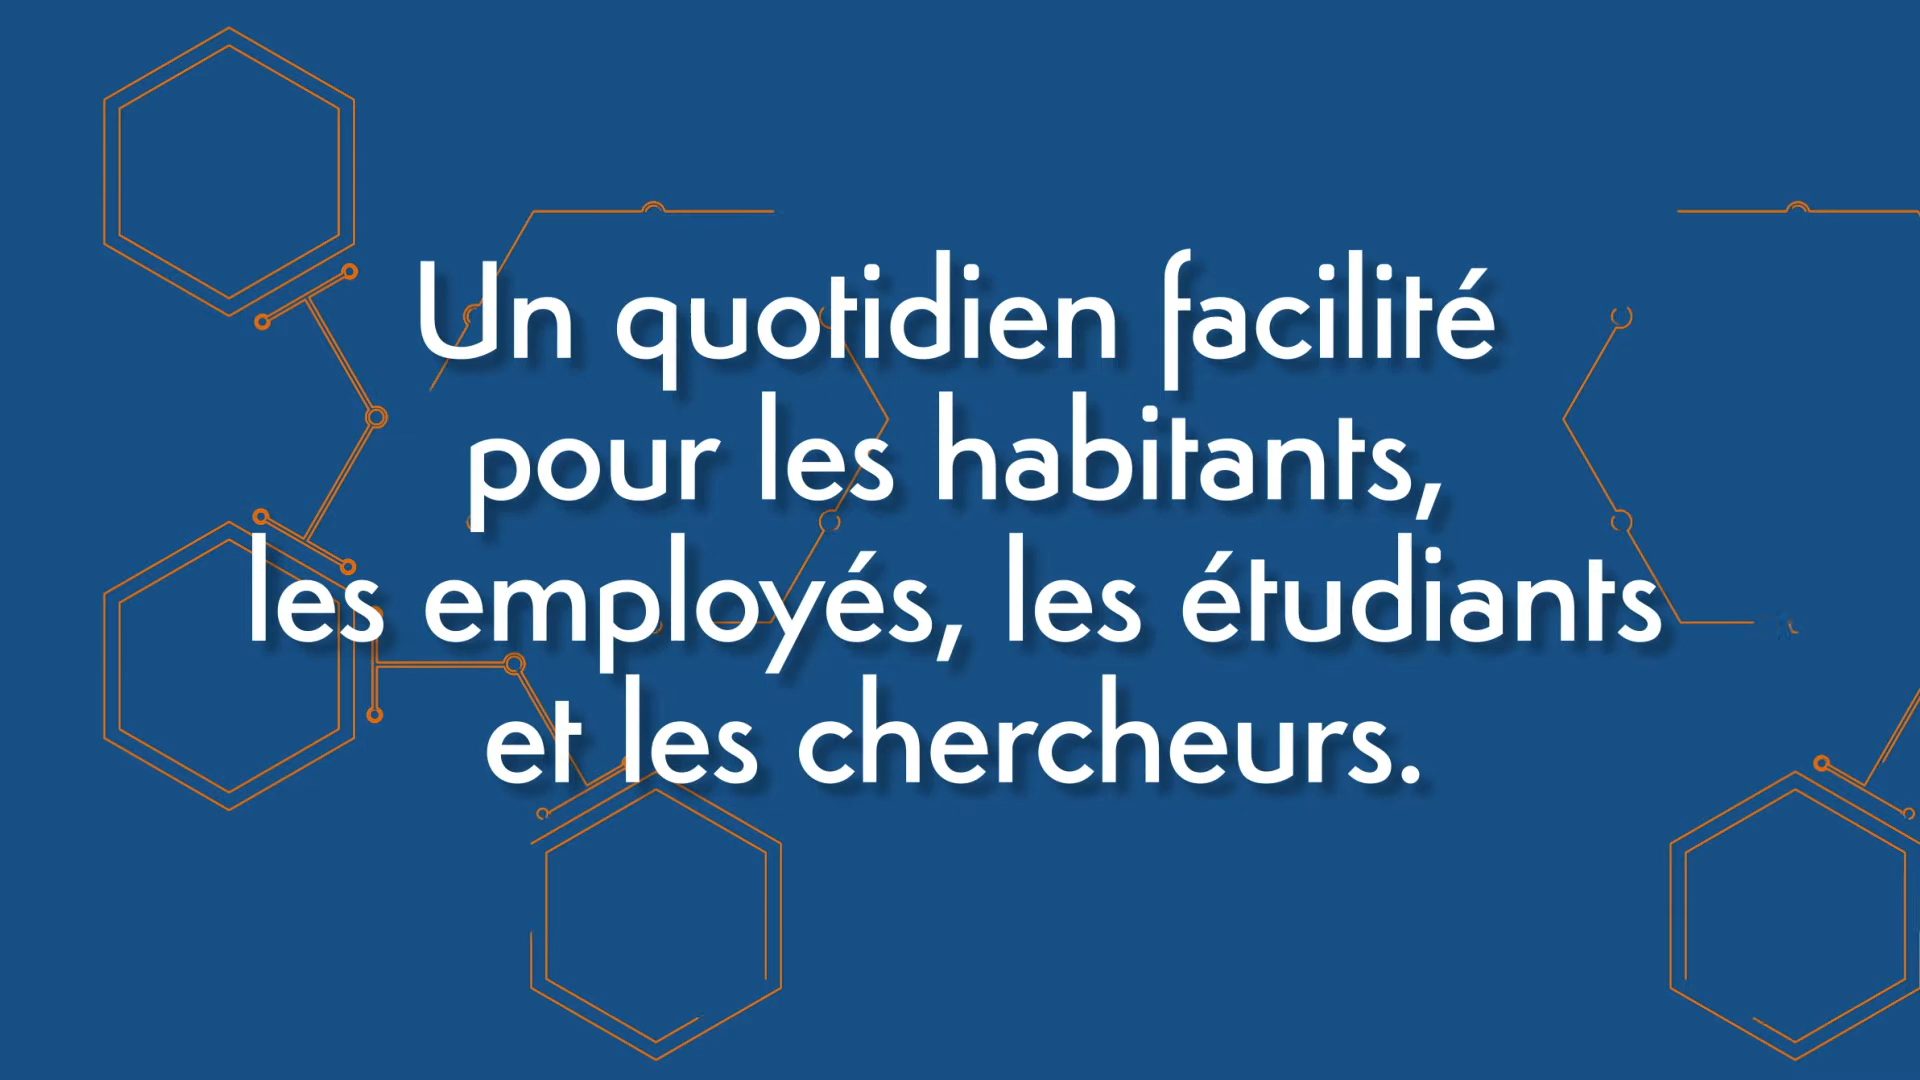 Un quotidien facilité
pour les habitants,
les employés, les étudiants
et les chercheurs.